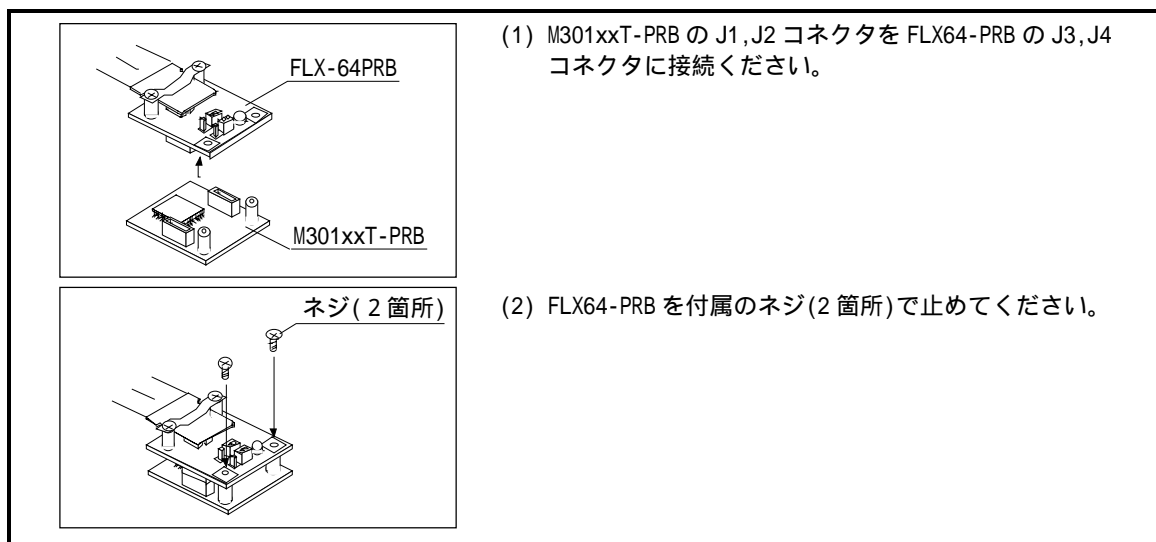 (1) M301xxT-PRB の J1,J2 コネクタを FLX64-PRB の J3,J4
コネクタに接続ください。
FLX-64PRB
M301xxT-PRB
(2) FLX64-PRB を付属のネジ(2 箇所)で止めてください。
ネジ( 2 箇所)